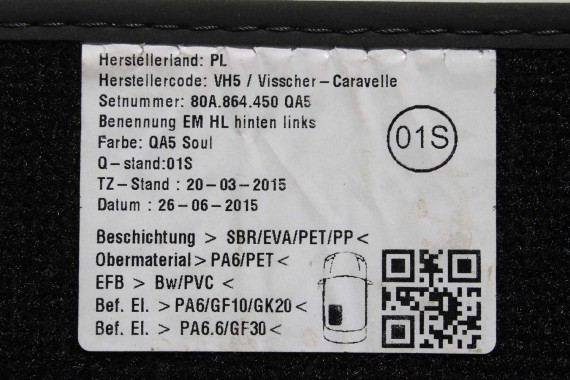 Herstellerland: PL
Herstellercode: VH5 / Visscher-Caravelle
Setnummer: 80A.864.450 QA5
Benennung EM HL hinten links
01S
Farbe: QA5 Soul
Q-stand:01S
TZ-Stand : 20-03-2015
Datum : 26-06-2015
Beschichtung > SBR/EVA/PET/PP<
Obermaterial > PA6/PET<
EFB > Bw/PVC <
Bef. El. > PA6/GF10/GK20<
Bef. El. > PA6.6/GF30<